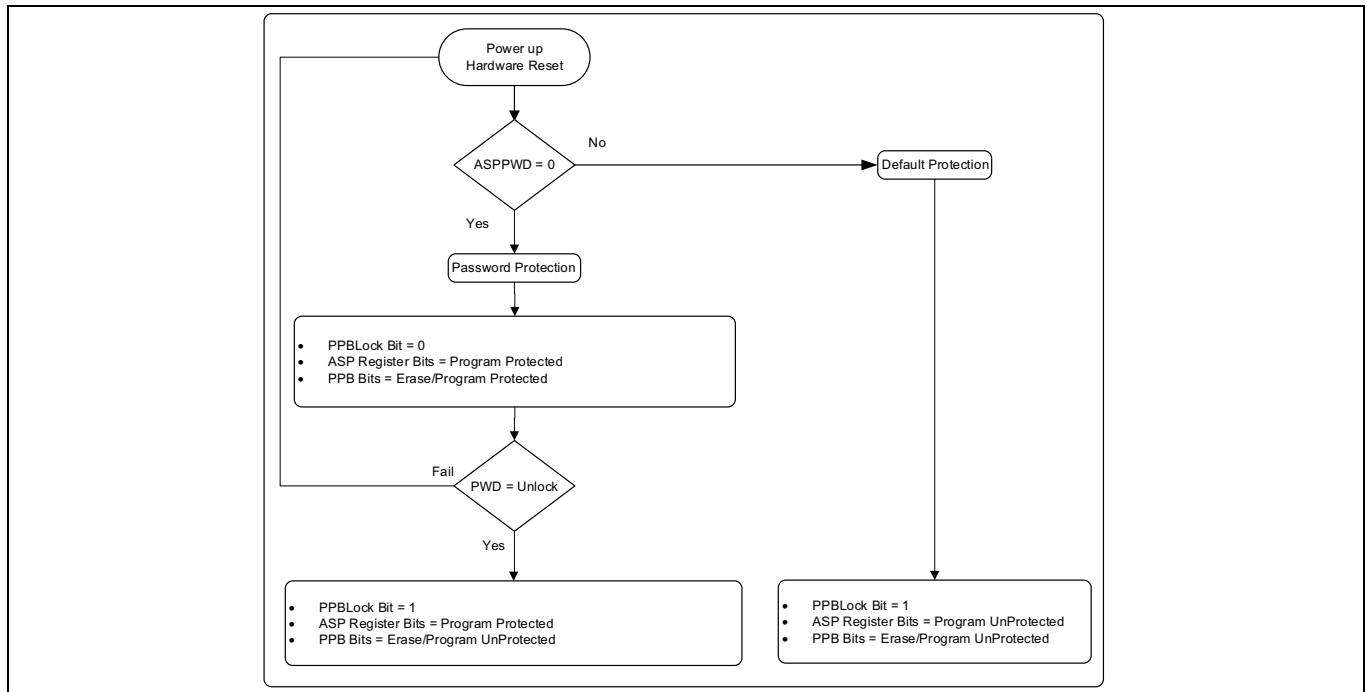 Power up
Hardware Reset
ASPPWD = 0
No
Default Protection
Yes
Password Protection
• PPBLock Bit = 0
• ASP Register Bits = Program Protected
• PPB Bits = Erase/Program Protected
Fail
PWD = Unlock
Yes
• PPBLock Bit = 1
• ASP Register Bits = Program Protected
• PPB Bits = Erase/Program UnProtected
• PPBLock Bit = 1
• ASP Register Bits = Program UnProtected
• PPB Bits = Erase/Program UnProtected